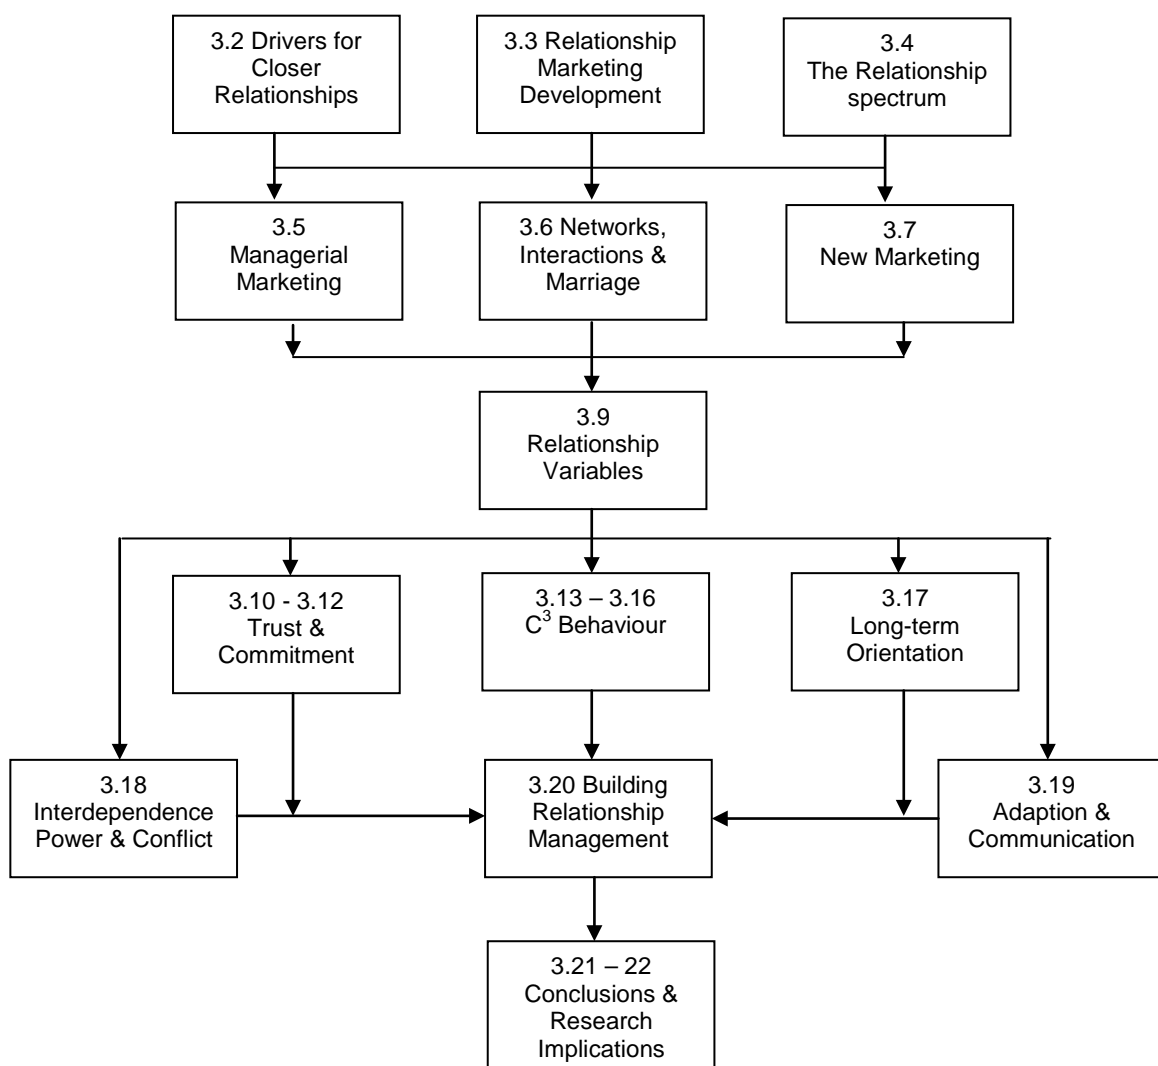 3.2 Drivers for
Closer
Relationships
3.3 Relationship
Marketing
Development
3.4
The Relationship
spectrum
3.5
Managerial
Marketing
3.6 Networks,
Interactions &
Marriage
3.7
New Marketing
3.9
Relationship
Variables
3.10 - 3.12
Trust &
Commitment
3.13 – 3.16
C³ Behaviour
3.17
Long-term
Orientation
3.18
Interdependence
Power & Conflict
3.20 Building
Relationship
Management
3.19
Adaption &
Communication
3.21 – 22
Conclusions &
Research
Implications